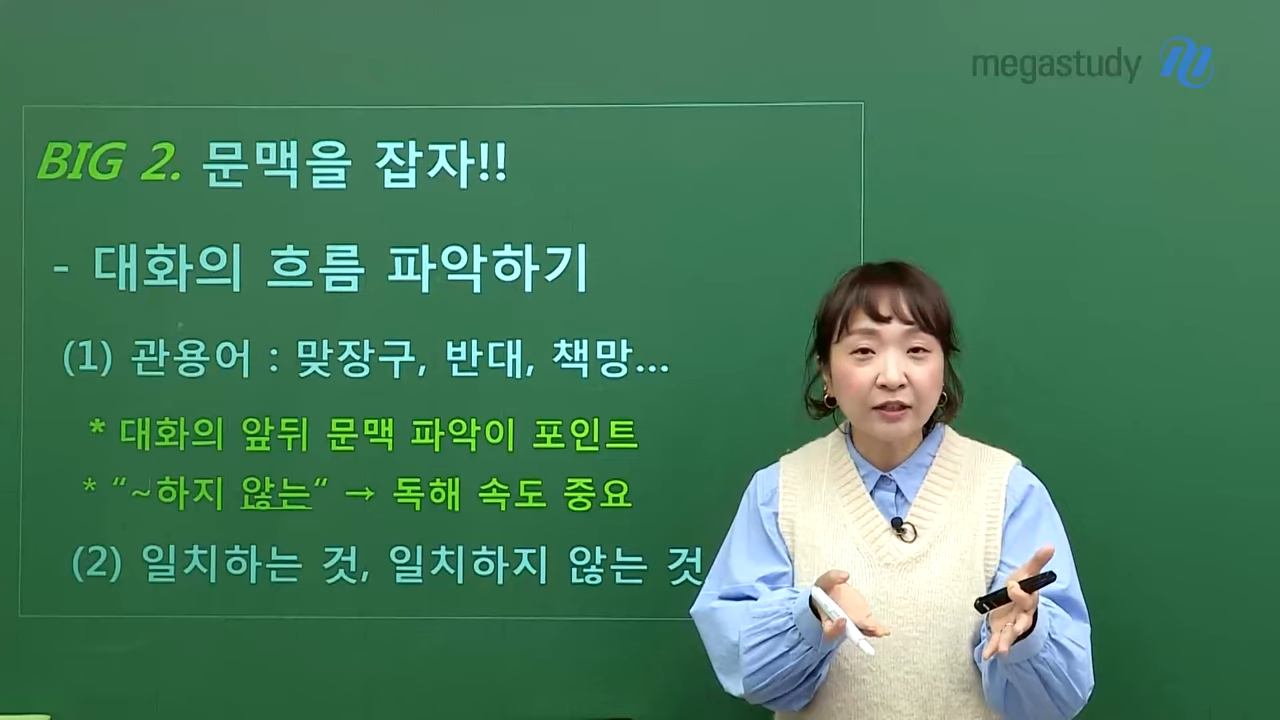 megastudy
BIG 2. 문맥을 잡자!!
- 대화의 흐름 파악하기
(1) 관용어 : 맞장구, 반대, 책망...
* 대화의 앞뒤 문맥 파악이 포인트
* “~하지 않는“ → 독해 속도 중요
(2) 일치하는 것, 일치하지 않는 것